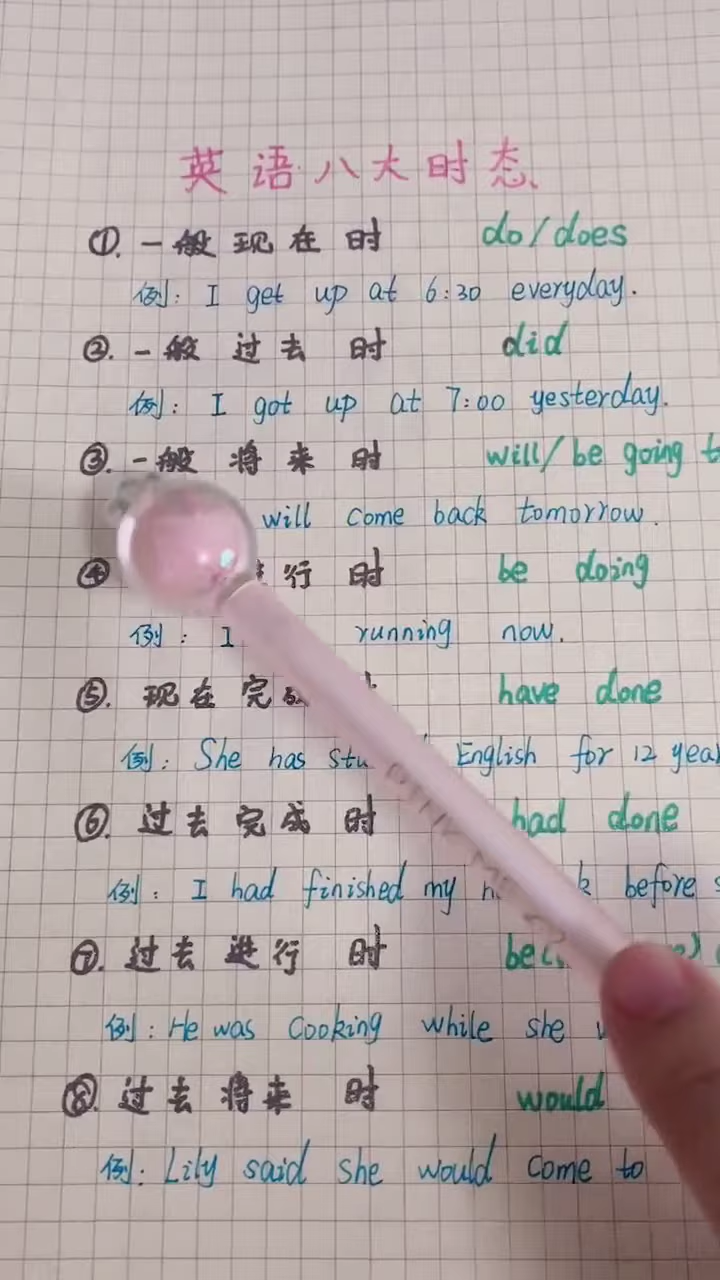 英语八大时态
①. 一般现在时 do/does
例: I get up at 6:30 everyday.
②. 一般过去时 did
例: I got up at 7:00 yesterday.
③. 一般将来时 will/be going
will come back tomorrow.
④ 行时 be doing
例: I running now.
⑤. 现在完 have done
例: She has English for 12
⑥. 过去完成时 had done
例: I had finished my before
⑦. 过去进行时
例: He was cooking while she
⑧. 过去将来时 would
例: Lily said she would come to